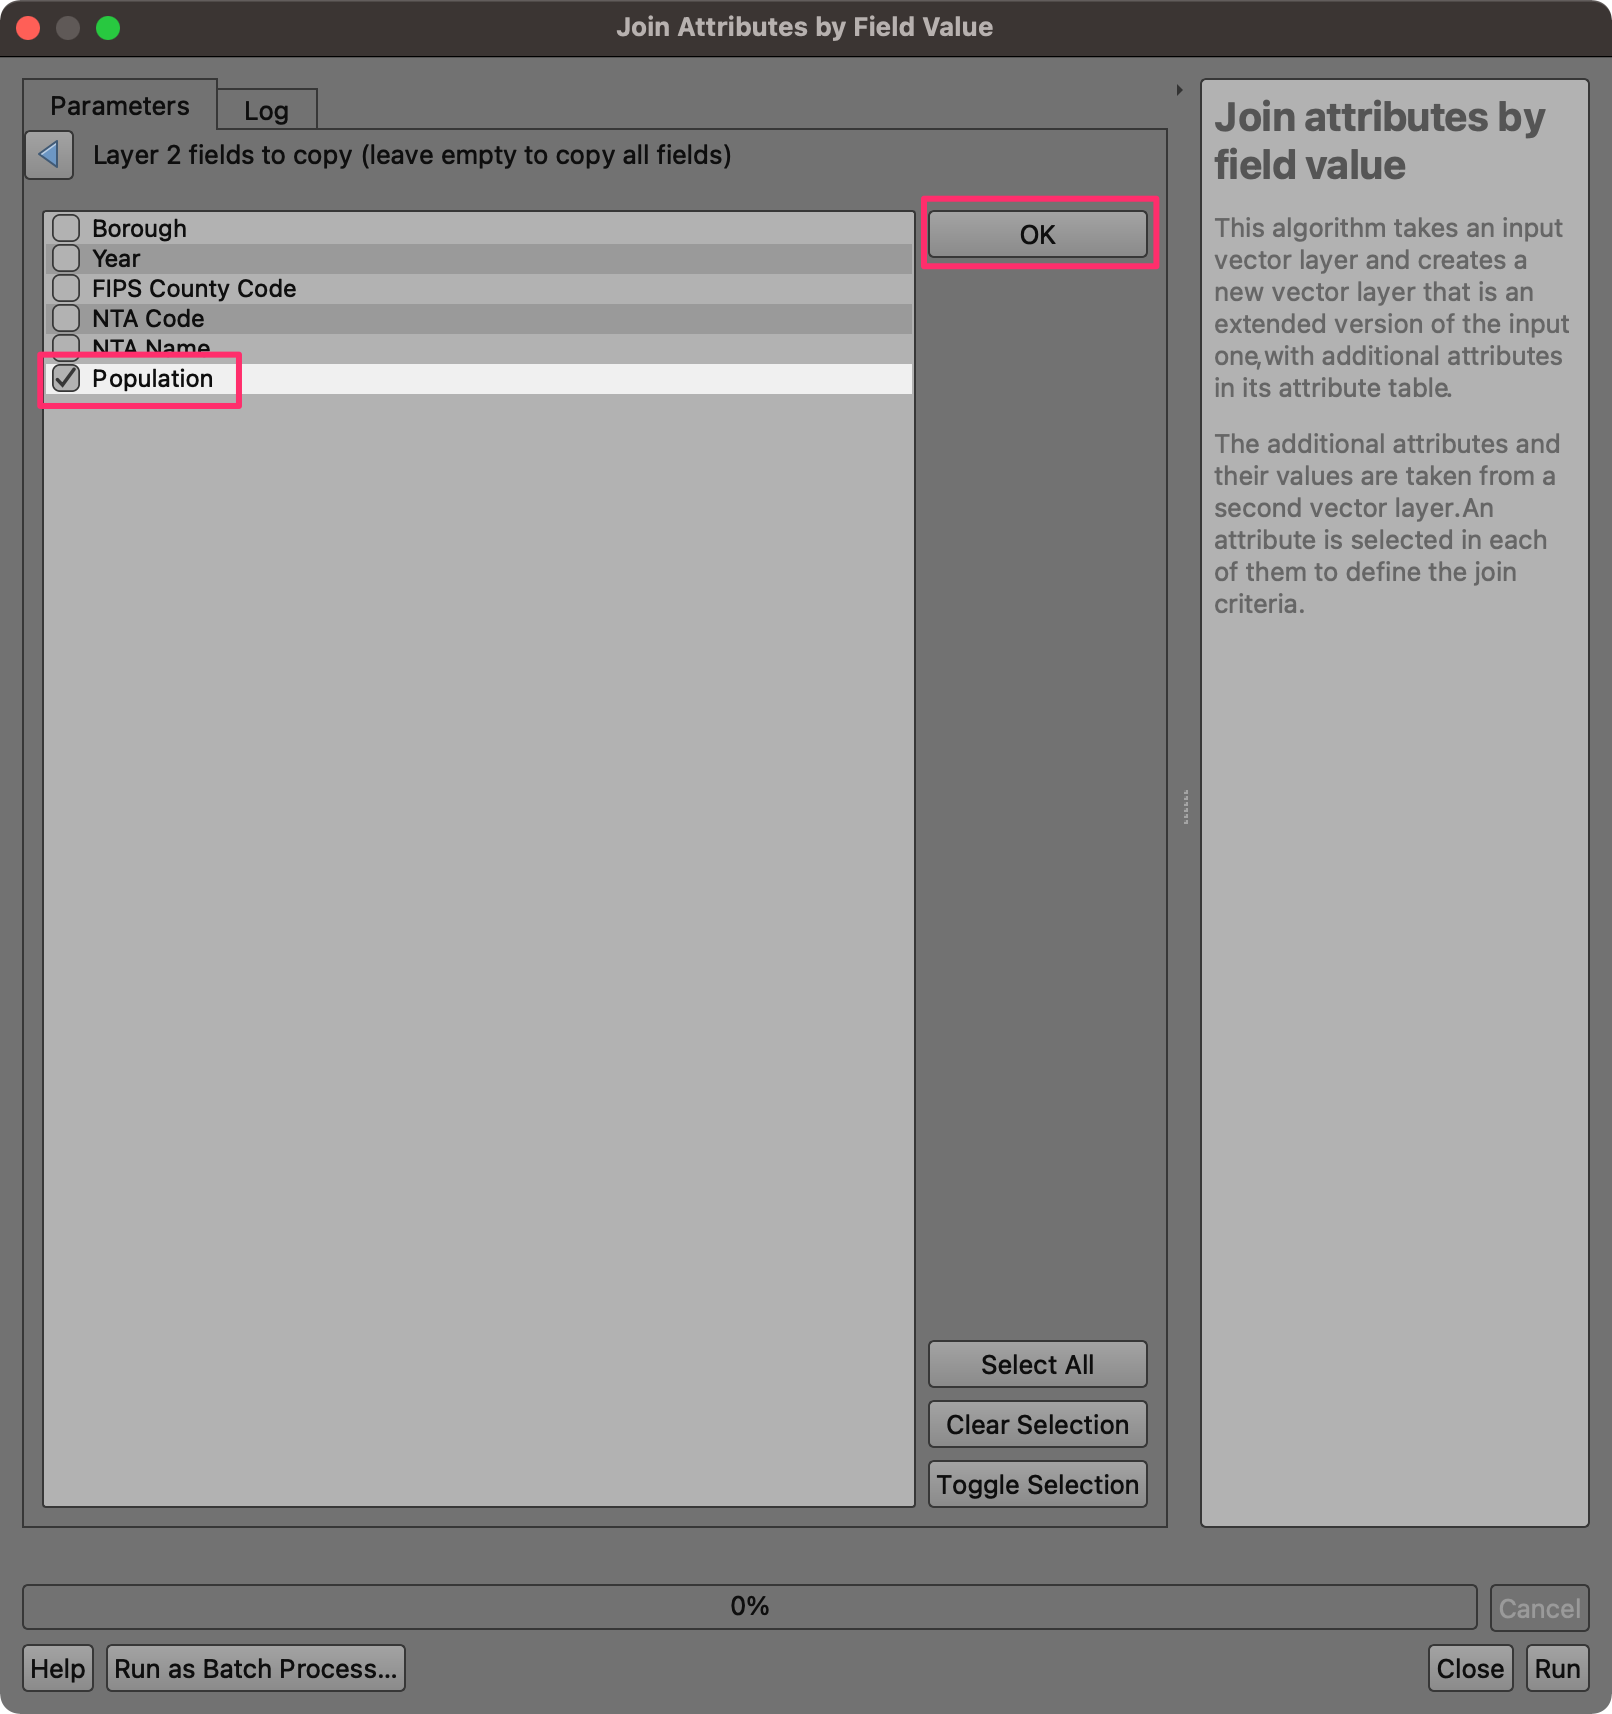 Join Attributes by Field Value
Parameters
Log
Layer 2 fields to copy (leave empty to copy all fields)
Borough
Year
FIPS County Code
NTA Code
NTA Name
Population
OK
Select All
Clear Selection
Toggle Selection
Join attributes by
field value
This algorithm takes an input
vector layer and creates a
new vector layer that is an
extended version of the input
one,with additional attributes
in its attribute table.
The additional attributes and
their values are taken from a
second vector layer.An
attribute is selected in each
of them to define the join
criteria.
0%
Cancel
Help
Run as Batch Process...
Close
Run